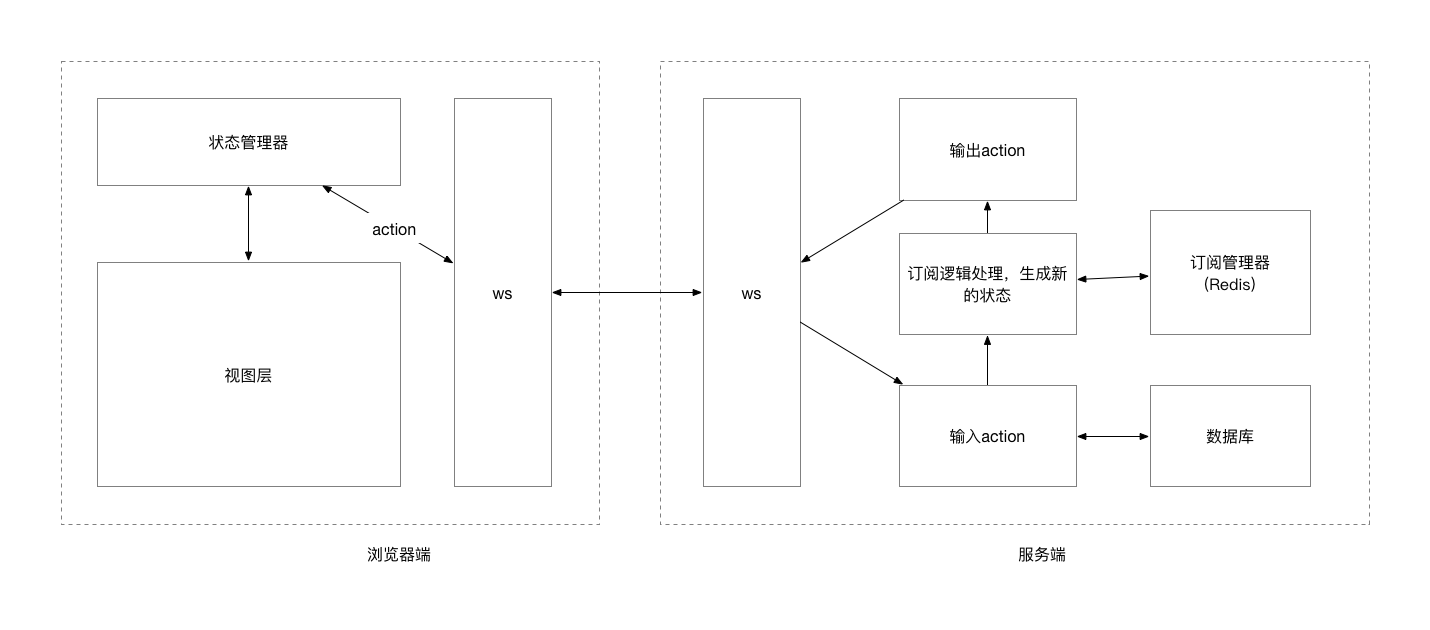 状态管理器
action
视图层
ws
浏览器端
ws
输出action
订阅逻辑处理，生成新
的状态
输入action
订阅管理器
(Redis)
数据库
服务端